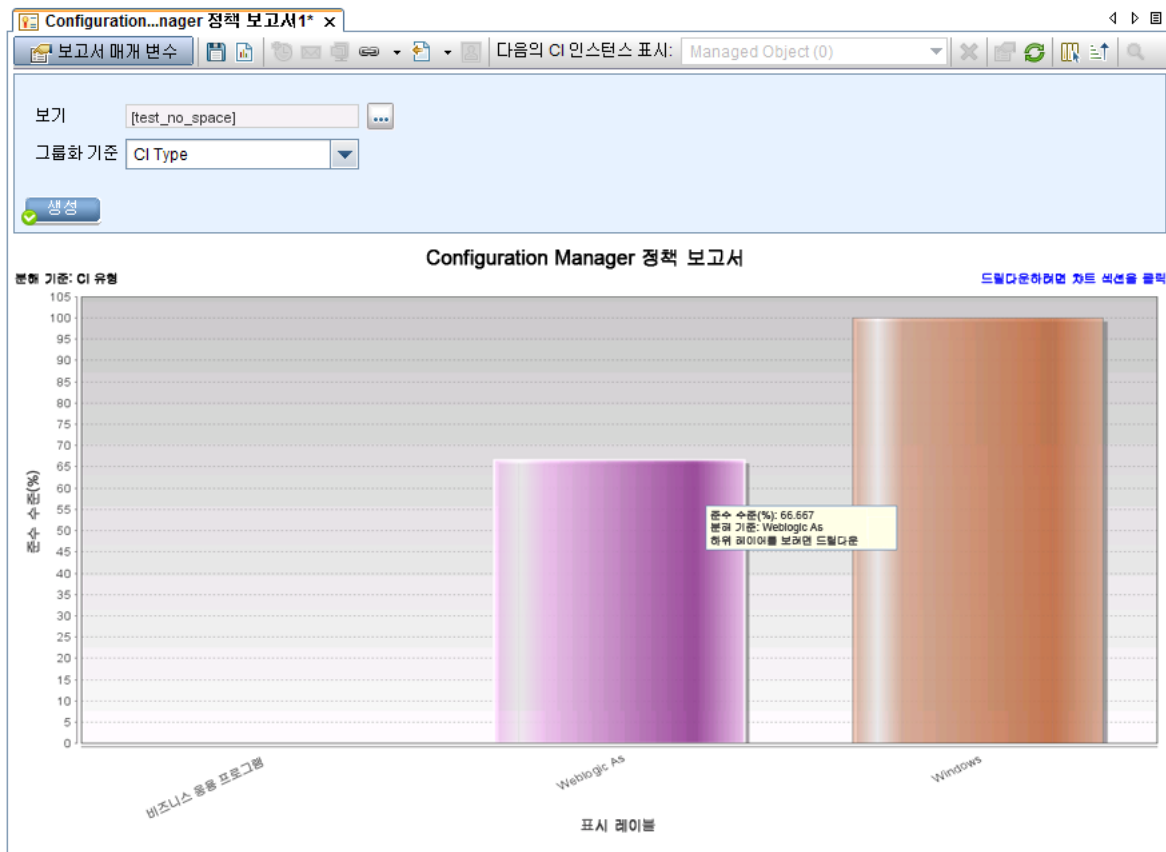 Configuration...nager 정책 보고서1* x
보고서 매개 변수 다음의 CI 인스턴스 표시: Managed Object (0)
보기 [test_no_space] ...
그룹화 기준 CI Type
생성
Configuration Manager 정책 보고서
분해 기준: CI 유형 드릴다운하려면 차트 섹션을 클릭
105
100
95
90
85
80
75
70
65
60
55
50
45
40
35
30
25
20
15
10
5
0
준수 수준(%)
준수 수준(%): 66.667
분해 기준: Weblogic As
하위 레이어를 보려면 드릴다운
비즈니스 응용 프로그램 Weblogic As Windows
표시 레이블